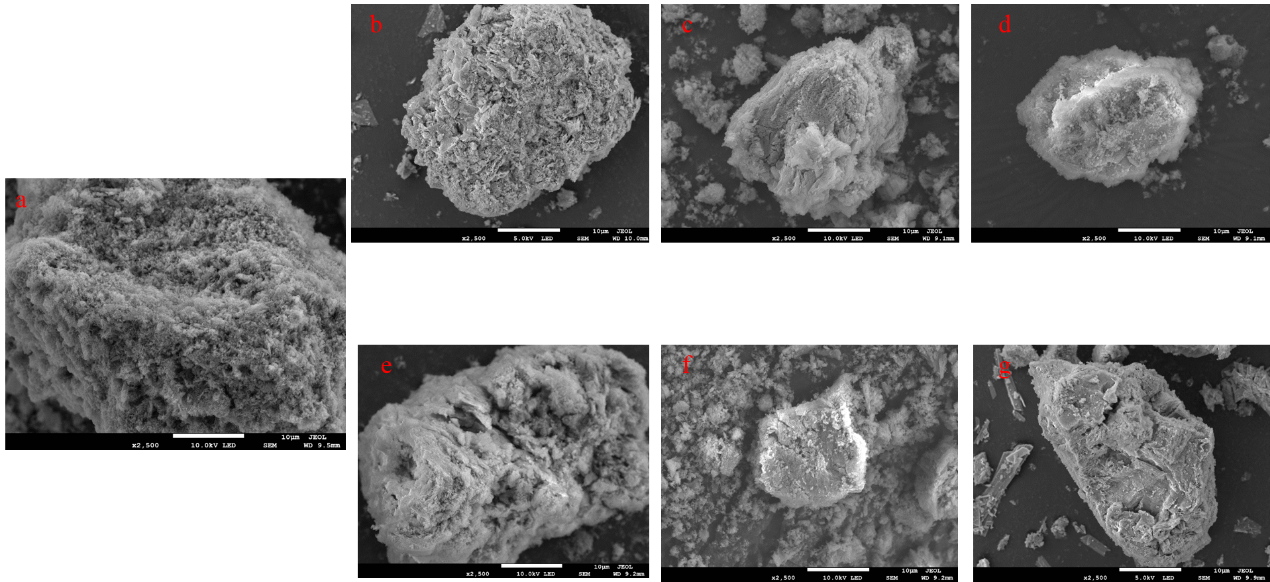 a
10μm JEOL
x2,500 10.0kV LED SEM WD 9.5mm
b
10μm JEOL
x2,500 5.0kV LED SEM WD 10.0mm
c
10μm JEOL
x2,500 10.0kV LED SEM WD 9.1mm
d
10μm JEOL
x2,500 10.0kV LED SEM WD 9.1mm
e
10μm JEOL
x2,500 10.0kV LED SEM WD 9.2mm
f
10μm JEOL
x2,500 10.0kV LED SEM WD 9.2mm
g
10μm JEOL
x2,500 5.0kV LED SEM WD 9.9mm